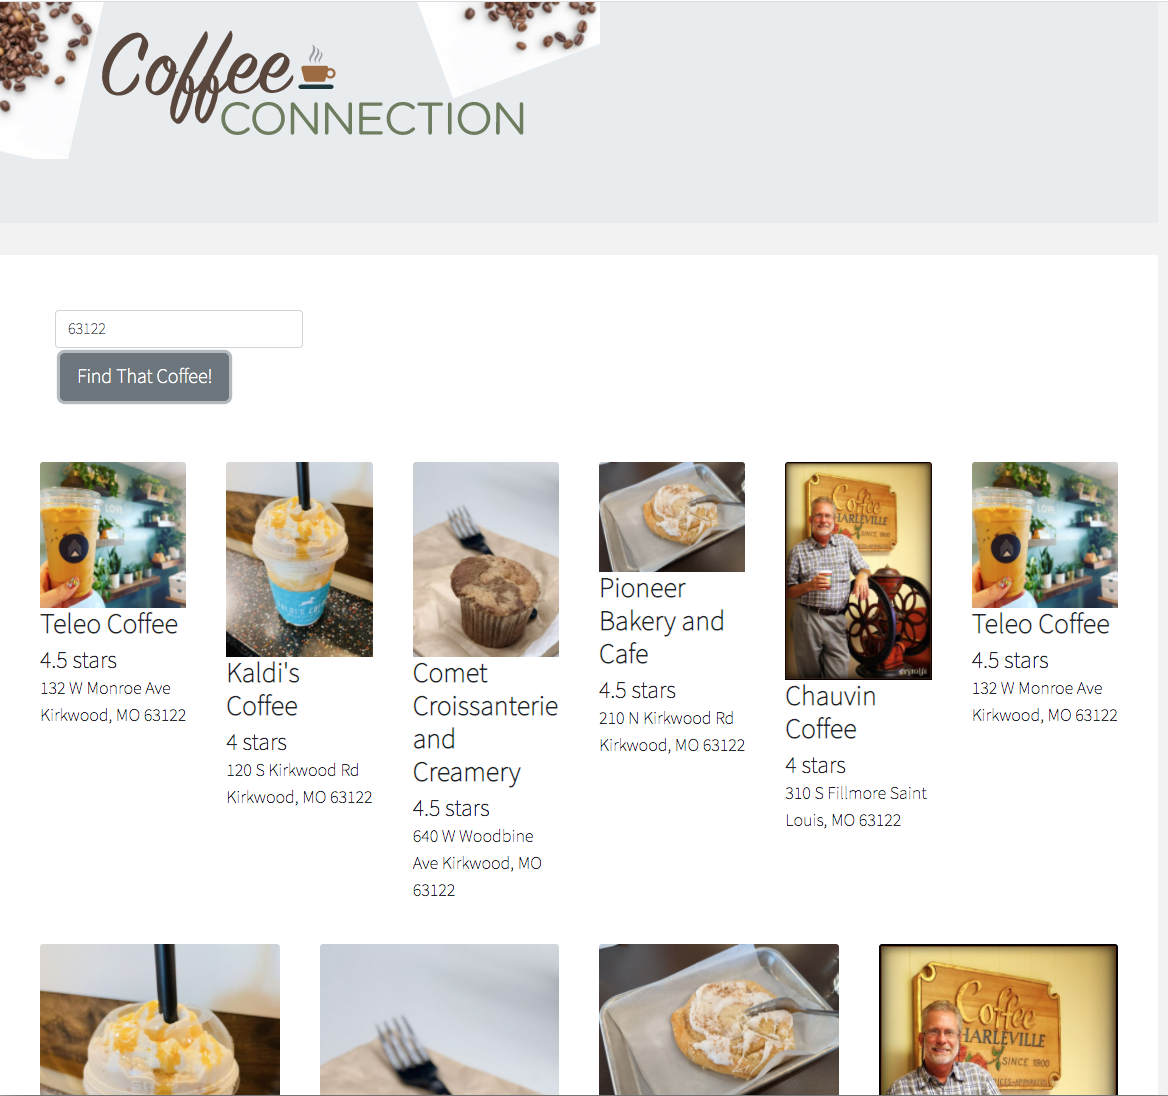 Coffee
CONNECTION
63122
Find That Coffee!
LOVE
Teleo Coffee
4.5 stars
132 W Monroe Ave
Kirkwood, MO 63122
Kaldi's
Coffee
4 stars
120 S Kirkwood Rd
Kirkwood, MO 63122
Comet
Croissanterie
and
Creamery
4.5 stars
640 W Woodbine
Ave Kirkwood, MO
63122
Pioneer
Bakery and
Cafe
4.5 stars
210 N Kirkwood Rd
Kirkwood, MO 63122
Coffee
HARLEVILLE
SINCE 1900
Chauvin
Coffee
4 stars
310 S Fillmore Saint
Louis, MO 63122
LOVE
Teleo Coffee
4.5 stars
132 W Monroe Ave
Kirkwood, MO 63122
Coffee
HARLEVILLE
SINCE 1900